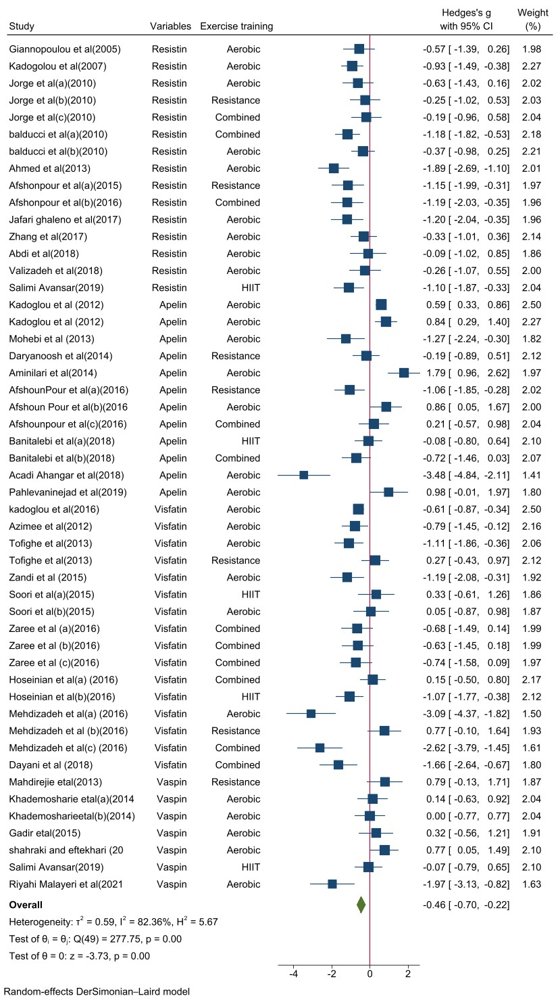 Hedges's g Weight
Study Variables Exercise training with 95% CI (%)
Giannopoulou et al(2005) Resistin Aerobic -0.57 [ -1.39, 0.26] 1.98
Kadogolou et al(2007) Resistin Aerobic -0.93 [ -1.49, -0.38] 2.27
Jorge et al(a)(2010) Resistin Aerobic -0.63 [ -1.43, 0.16] 2.02
Jorge et al(b)(2010) Resistin Resistance -0.25 [ -1.02, 0.53] 2.03
Jorge et al(c)(2010) Resistin Combined -0.19 [ -0.96, 0.58] 2.04
balducci et al(a)(2010) Resistin Combined -1.18 [ -1.82, -0.53] 2.18
balducci et al(b)(2010) Resistin Aerobic -0.37 [ -0.98, 0.25] 2.21
Ahmed et al(2013) Resistin Aerobic -1.89 [ -2.69, -1.10] 2.01
Afshonpour et al(a)(2015) Resistin Resistance -1.15 [ -1.99, -0.31] 1.97
Afshonpour et al(b)(2016) Resistin Combined -1.19 [ -2.03, -0.35] 1.96
Jafari ghaleno et al(2017) Resistin Aerobic -1.20 [ -2.04, -0.35] 1.96
Zhang et al(2017) Resistin Aerobic -0.33 [ -1.01, 0.36] 2.14
Abdi et al(2018) Resistin Aerobic -0.09 [ -1.02, 0.85] 1.86
Valizadeh et al(2018) Resistin Aerobic -0.26 [ -1.07, 0.55] 2.00
Salimi Avansar(2019) Resistin HIIT -1.10 [ -1.87, -0.33] 2.04
Kadoglou et al (2012) Apelin Aerobic 0.59 [ 0.33, 0.86] 2.50
Kadoglou et al (2012) Apelin Aerobic 0.84 [ 0.29, 1.40] 2.27
Mohebi et al (2013) Apelin Aerobic -1.27 [ -2.24, -0.30] 1.82
Daryanoosh et al(2014) Apelin Resistance -0.19 [ -0.89, 0.51] 2.12
Aminilari et al(2014) Apelin Aerobic 1.79 [ 0.96, 2.62] 1.97
AfshounPour et al(a)(2016) Apelin Resistance -1.06 [ -1.85, -0.28] 2.02
Afshoun Pour et al(b)(2016 Apelin Aerobic 0.86 [ 0.05, 1.67] 2.00
Afshounpour et al(c)(2016) Apelin Combined 0.21 [ -0.57, 0.98] 2.04
Banitalebi et al(a)(2018) Apelin HIIT -0.08 [ -0.80, 0.64] 2.10
Banitalebi et al(b)(2018) Apelin Combined -0.72 [ -1.46, 0.03] 2.07
Acadi Ahangar et al(2018) Apelin Aerobic -3.48 [ -4.84, -2.11] 1.41
Pahlevaninejad et al(2019) Apelin Aerobic 0.98 [ -0.01, 1.97] 1.80
kadoglou et al(2016) Visfatin Aerobic -0.61 [ -0.87, -0.34] 2.50
Azimee et al(2012) Visfatin Aerobic -0.79 [ -1.45, -0.12] 2.16
Tofighe et al(2013) Visfatin Aerobic -1.11 [ -1.86, -0.36] 2.06
Tofighe et al(2013) Visfatin Resistance 0.27 [ -0.43, 0.97] 2.12
Zandi et al (2015) Visfatin Aerobic -1.19 [ -2.08, -0.31] 1.92
Soori et al(a)(2015) Visfatin HIIT 0.33 [ -0.61, 1.26] 1.86
Soori et al(b)(2015) Visfatin Aerobic 0.05 [ -0.87, 0.98] 1.87
Zaree et al (a)(2016) Visfatin Combined -0.68 [ -1.49, 0.14] 1.99
Zaree et al (b)(2016) Visfatin Combined -0.63 [ -1.45, 0.18] 1.99
Zaree et al (c)(2016) Visfatin Combined -0.74 [ -1.58, 0.09] 1.97
Hoseinian et al(a) (2016) Visfatin Combined 0.15 [ -0.50, 0.80] 2.17
Hoseinian et al(b)(2016) Visfatin HIIT -1.07 [ -1.77, -0.38] 2.12
Mehdizadeh et al(a) (2016) Visfatin Aerobic -3.09 [ -4.37, -1.82] 1.50
Mehdizadeh et al (b)(2016) Visfatin Resistance 0.77 [ -0.10, 1.64] 1.93
Mehdizadeh et al(c) (2016) Visfatin Combined -2.62 [ -3.79, -1.45] 1.61
Dayani et al (2018) Visfatin Combined -1.66 [ -2.64, -0.67] 1.80
Mahdirejie etal(2013) Vaspin Resistance 0.79 [ -0.13, 1.71] 1.87
Khademosharie etal(a)(2014 Vaspin Aerobic 0.14 [ -0.63, 0.92] 2.04
Khademosharieetal(b)(2014) Vaspin Aerobic 0.00 [ -0.77, 0.77] 2.04
Gadir etal(2015) Vaspin Aerobic 0.32 [ -0.56, 1.21] 1.91
shahraki and eftekhari (20 Vaspin Aerobic 0.77 [ 0.05, 1.49] 2.10
Salimi Avansar(2019) Vaspin HIIT -0.07 [ -0.79, 0.65] 2.10
Riyahi Malayeri et al(2021 Vaspin Aerobic -1.97 [ -3.13, -0.82] 1.63
Overall -0.46 [ -0.70, -0.22]
Heterogeneity: τ² = 0.59, I² = 82.36%, H² = 5.67
Test of θᵢ = θⱼ: Q(49) = 277.75, p = 0.00
Test of θ = 0: z = -3.73, p = 0.00
-4 -2 0 2
Random-effects DerSimonian–Laird model